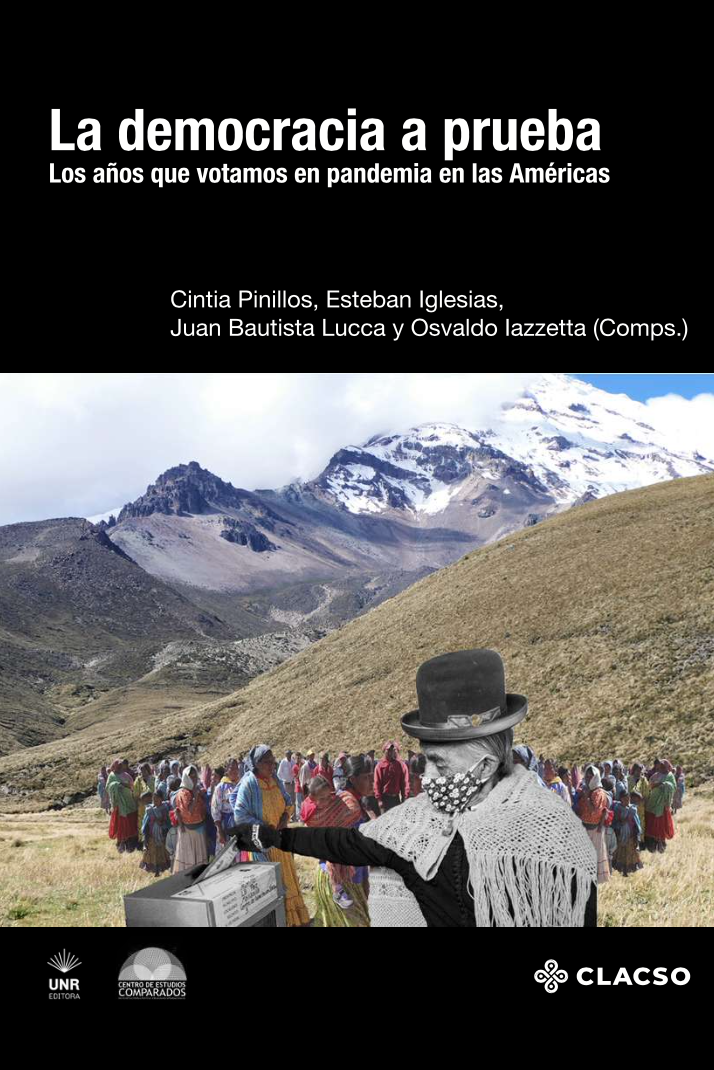 La democracia a prueba
Los años que votamos en pandemia en las Américas
Cintia Pinillos, Esteban Iglesias,
Juan Bautista Lucca y Osvaldo Iazzetta (Comps.)
UNR
EDITORA
CENTRO DE ESTUDIOS
COMPARADOS
CLACSO